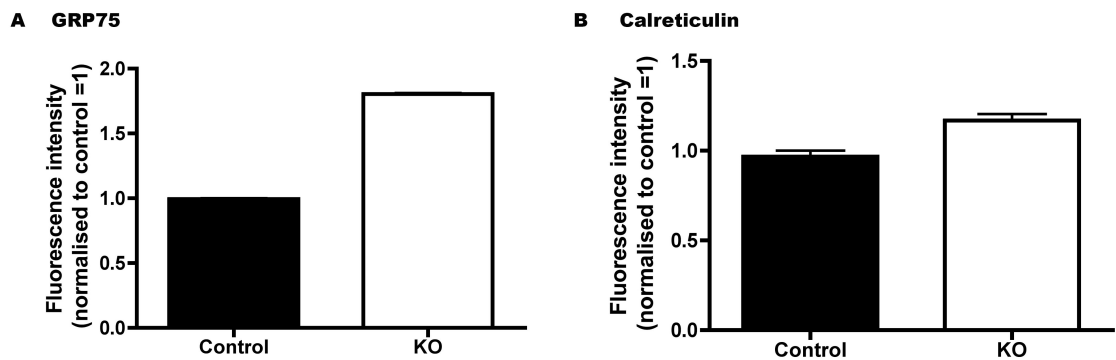 A GRP75
Fluorescence intensity
(normalised to control =1)
2.0
1.5
1.0
0.5
0.0
Control KO
B Calreticulin
Fluorescence intensity
(normalised to control =1)
1.5
1.0
0.5
0.0
Control KO